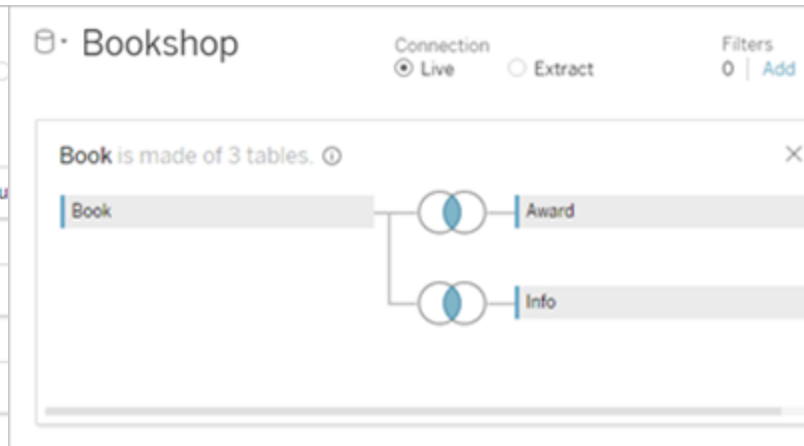 Bookshop
Connection
Live Extract
Filters
0 Add
Book is made of 3 tables.
Book
Award
Info